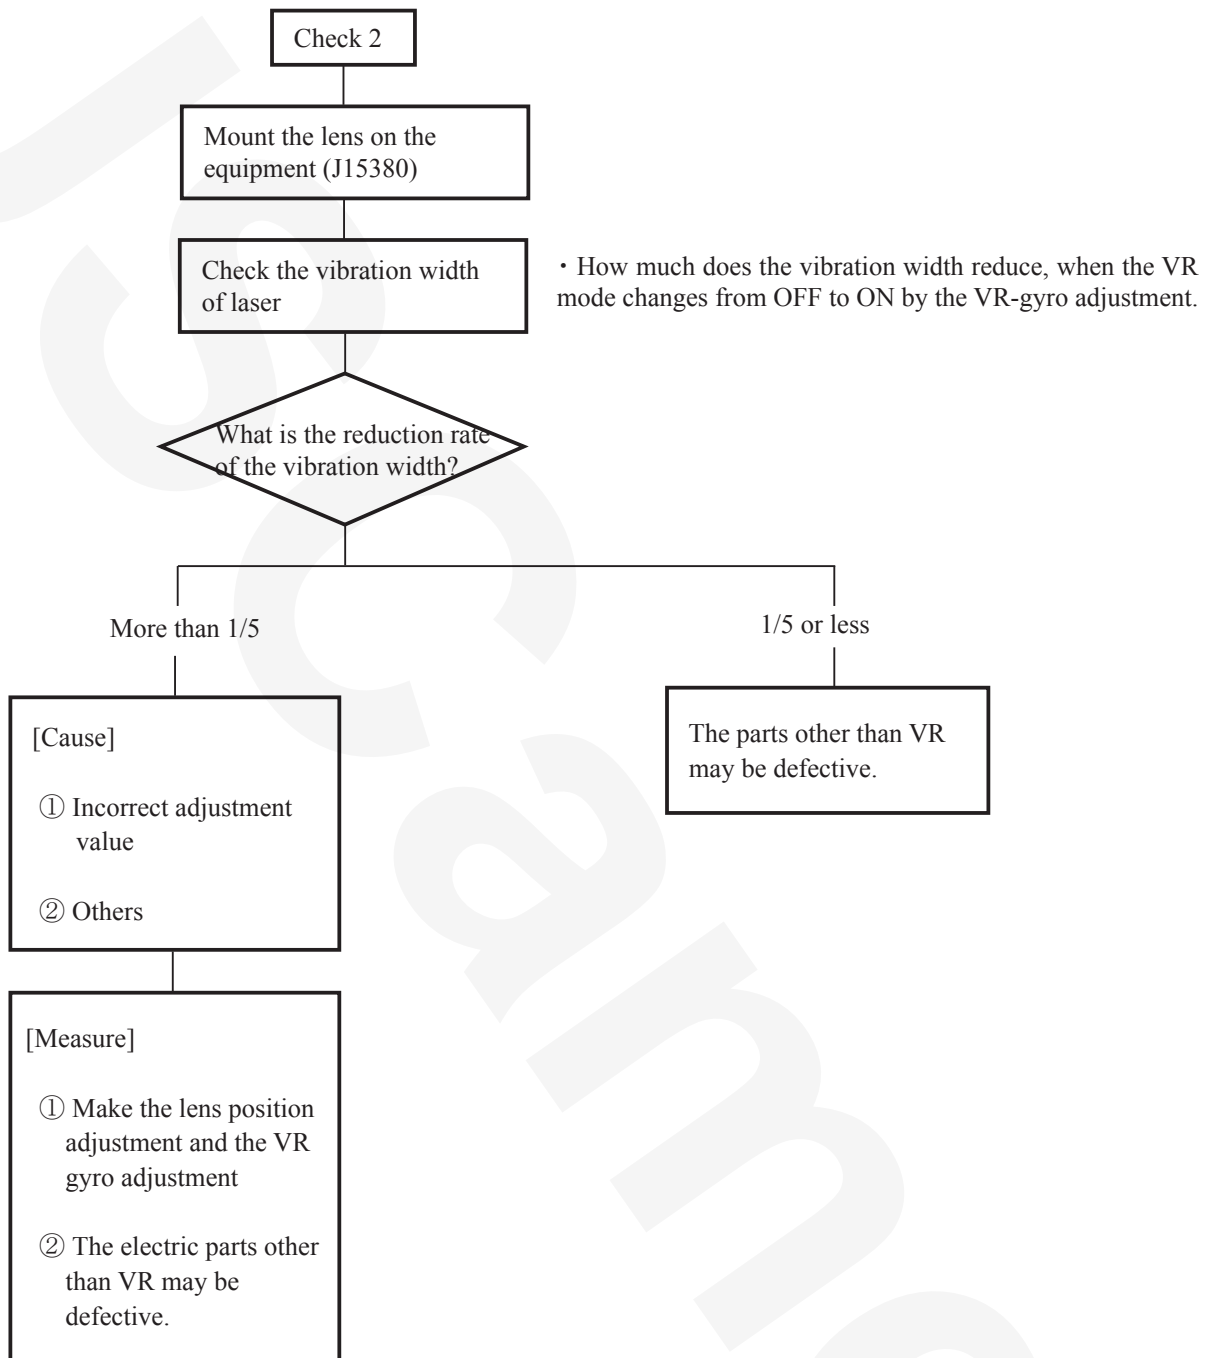 Check 2
Mount the lens on the
equipment (J15380)
Check the vibration width
of laser
・How much does the vibration width reduce, when the VR
mode changes from OFF to ON by the VR-gyro adjustment.
What is the reduction rate
of the vibration width?
More than 1/5
1/5 or less
[Cause]
① Incorrect adjustment
value
② Others
The parts other than VR
may be defective.
[Measure]
① Make the lens position
adjustment and the VR
gyro adjustment
② The electric parts other
than VR may be
defective.